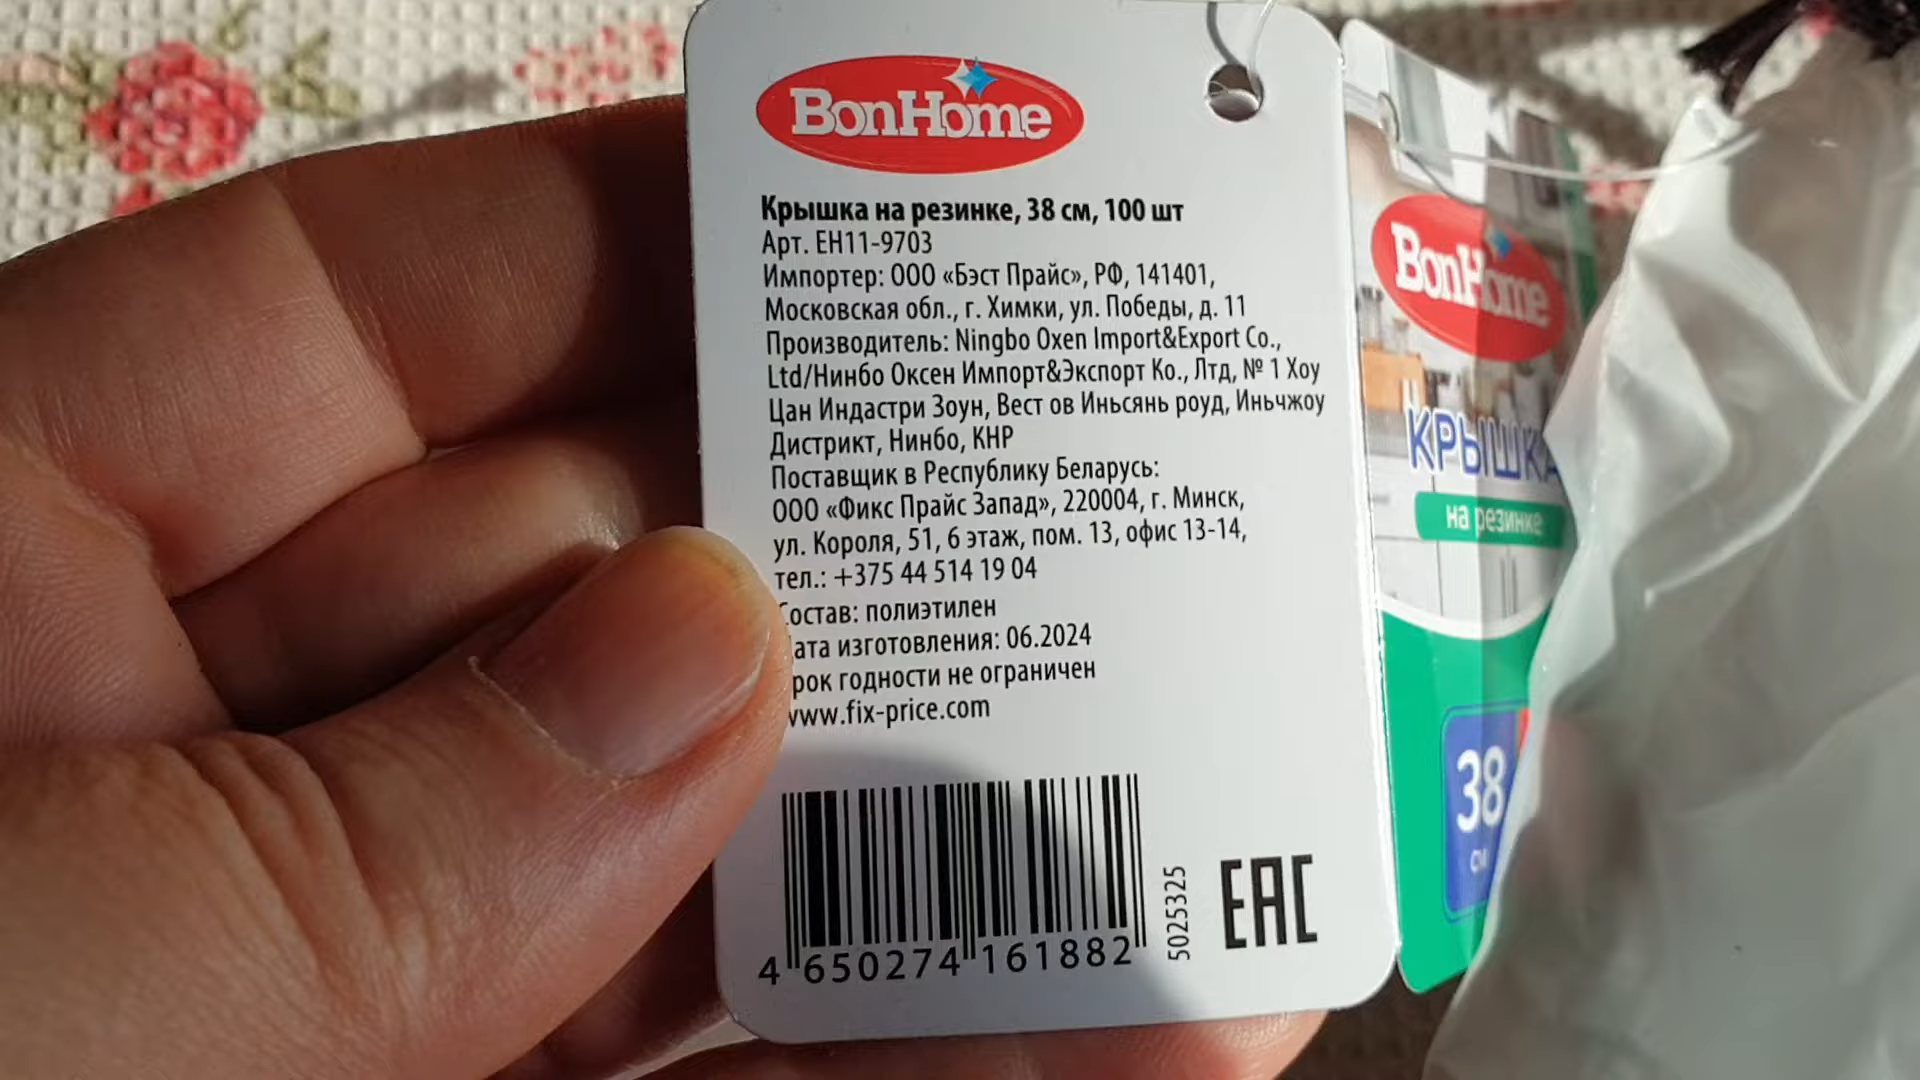 BonHome
Крышка на резинке, 38 см, 100 шт
Арт. EH11-9703
Импортер: ООО «Бэст Прайс», РФ, 141401,
Московская обл., г. Химки, ул. Победы, д. 11
Производитель: Ningbo Oxen Import&Export Co.,
Ltd/Нинбо Оксен Импорт&Экспорт Ко., Лтд, № 1 Хоу
Цан Индастри Зоун, Вест ов Иньсянь роуд, Иньчжоу
Дистрикт, Нинбо, КНР
Поставщик в Республику Беларусь:
ООО «Фикс Прайс Запад», 220004, г. Минск,
ул. Короля, 51, 6 этаж, пом. 13, офис 13-14,
тел.: +375 44 514 19 04
Состав: полиэтилен
ата изготовления: 06.2024
рок годности не ограничен
www.fix-price.com
4 650274 161882
5025325
EAC
BonHome
КРЫШКА
на резинке
38
см